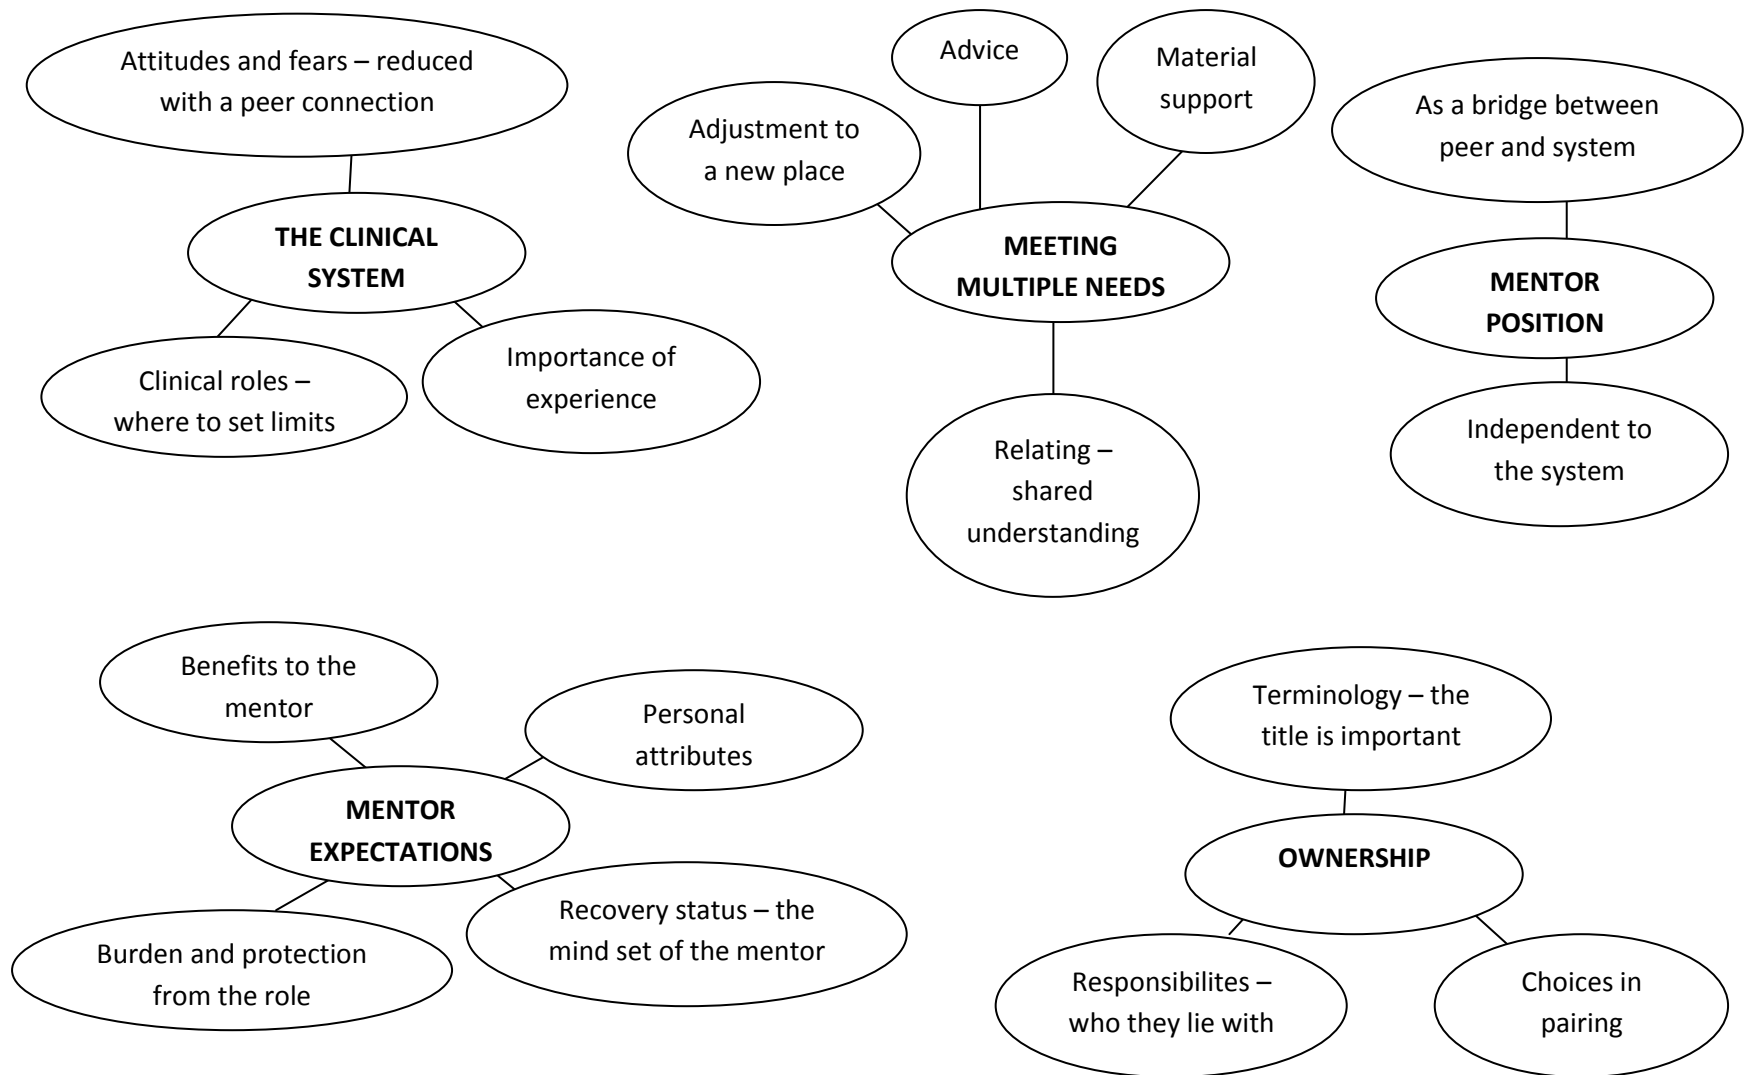 Attitudes and fears – reduced
with a peer connection
THE CLINICAL
SYSTEM
Clinical roles –
where to set limits
Importance of
experience
Advice
Material
support
Adjustment to
a new place
MEETING
MULTIPLE NEEDS
Relating –
shared
understanding
As a bridge between
peer and system
MENTOR
POSITION
Independent to
the system
Benefits to the
mentor
Personal
attributes
MENTOR
EXPECTATIONS
Burden and protection
from the role
Recovery status – the
mind set of the mentor
Terminology – the
title is important
OWNERSHIP
Responsibilites –
who they lie with
Choices in
pairing